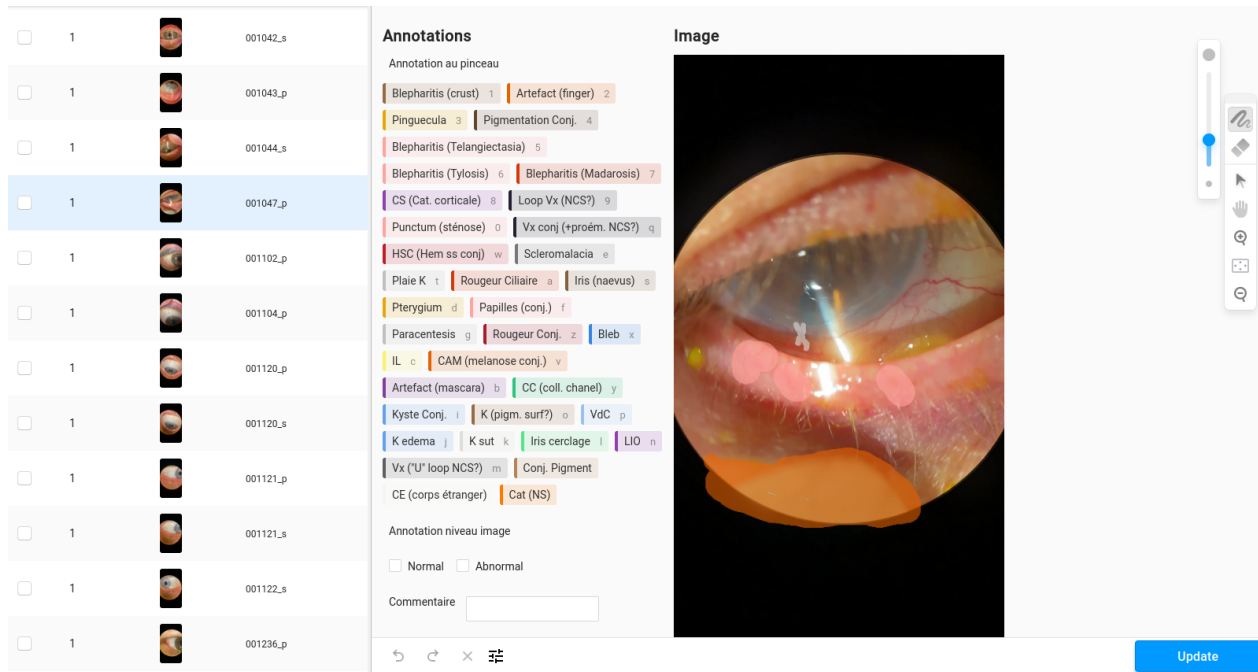 1 001042_s
1 001043_p
1 001044_s
1 001047_p
1 001102_p
1 001104_p
1 001120_p
1 001120_s
1 001121_p
1 001121_s
1 001122_s
1 001236_p
Annotations
Annotation au pinceau
Blepharitis (crust) 1 Artefact (finger) 2
Pinguecula 3 Pigmentation Conj. 4
Blepharitis (Telangiectasia) 5
Blepharitis (Tylosis) 6 Blepharitis (Madarosis) 7
CS (Cat. corticale) 8 Loop Vx (NCS?) 9
Punctum (sténose) 0 Vx conj (+proém. NCS?) q
HSC (Hem ss conj) w Scleromalacia e
Plaie K t Rougeur Ciliaire a Iris (naevus) s
Pterygium d Papilles (conj.) f
Paracentesis g Rougeur Conj. z Bleb x
IL c CAM (melanose conj.) v
Artefact (mascara) b CC (coll. chanel) y
Kyste Conj. i K (pigm. surf?) o VdC p
K edema j K sut k Iris cerclage l LIO n
Vx ("U" loop NCS?) m Conj. Pigment
CE (corps étranger) Cat (NS)
Annotation niveau image
Normal Abnormal
Commentaire
Image
Update